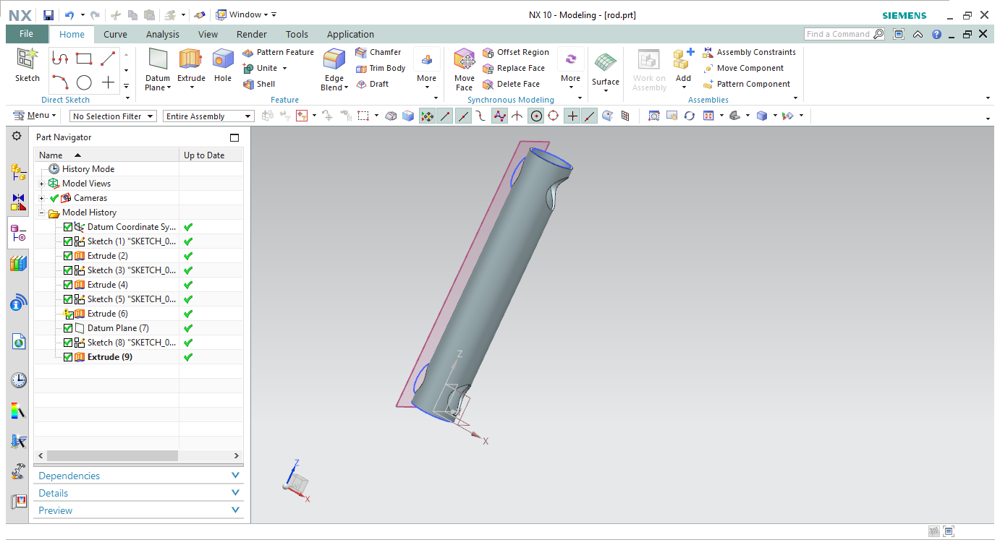 NX Window NX 10 - Modeling - [rod.prt] SIEMENS
File Home Curve Analysis View Render Tools Application Find a Command
Sketch
Direct Sketch
Datum Plane
Extrude
Hole
Pattern Feature
Unite
Shell
Edge Blend
Chamfer
Trim Body
Draft
More
Feature
Move Face
Offset Region
Replace Face
Delete Face
More
Synchronous Modeling
Surface
Work on Assembly
Add
Assembly Constraints
Move Component
Pattern Component
Assemblies
Menu No Selection Filter Entire Assembly
Part Navigator
Name Up to Date
History Mode
Model Views
Cameras
Model History
Datum Coordinate Sy...
Sketch (1) "SKETCH_0...
Extrude (2)
Sketch (3) "SKETCH_0...
Extrude (4)
Sketch (5) "SKETCH_0...
Extrude (6)
Datum Plane (7)
Sketch (8) "SKETCH_0...
Extrude (9)
Dependencies
Details
Preview
Z
X
Z
X